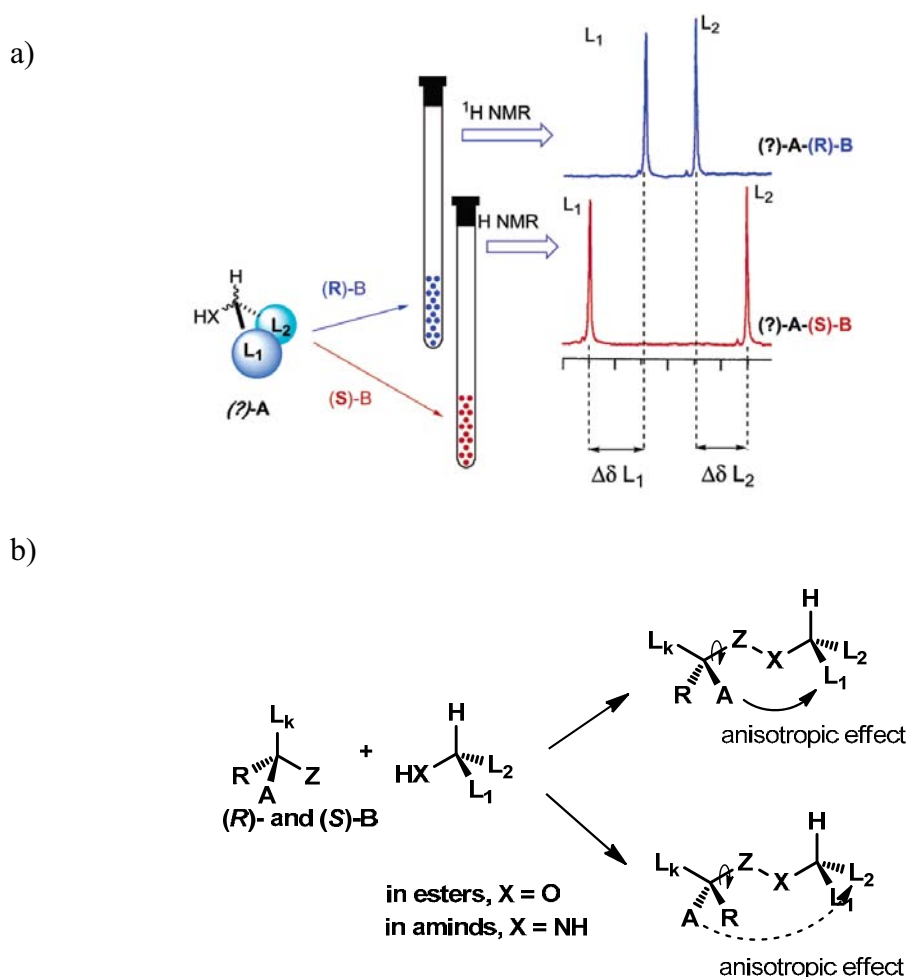 a)
L₁ L₂
¹H NMR
(?)-A-(R)-B
L₁ L₂
H NMR
H
(R)-B
HX
L₂
L₁
(?)-A-(S)-B
(?)-A
(S)-B
Δδ L₁ Δδ L₂
b)
H
Lₖ Z
X L₂
R A L₁
anisotropic effect
Lₖ H
+
R Z HX L₂
A L₁
(R)- and (S)-B
H
Lₖ Z
X L₂
L₁
A R
in esters, X = O
in aminds, X = NH
anisotropic effect